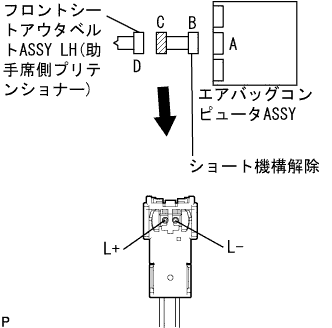 フロントシー
トアウタベル
トASSY LH(助
手席側プリテ
ンショナー)
C
B
D
A
エアバッグコン
ピュータASSY
ショート機構解除
L+
L-
P